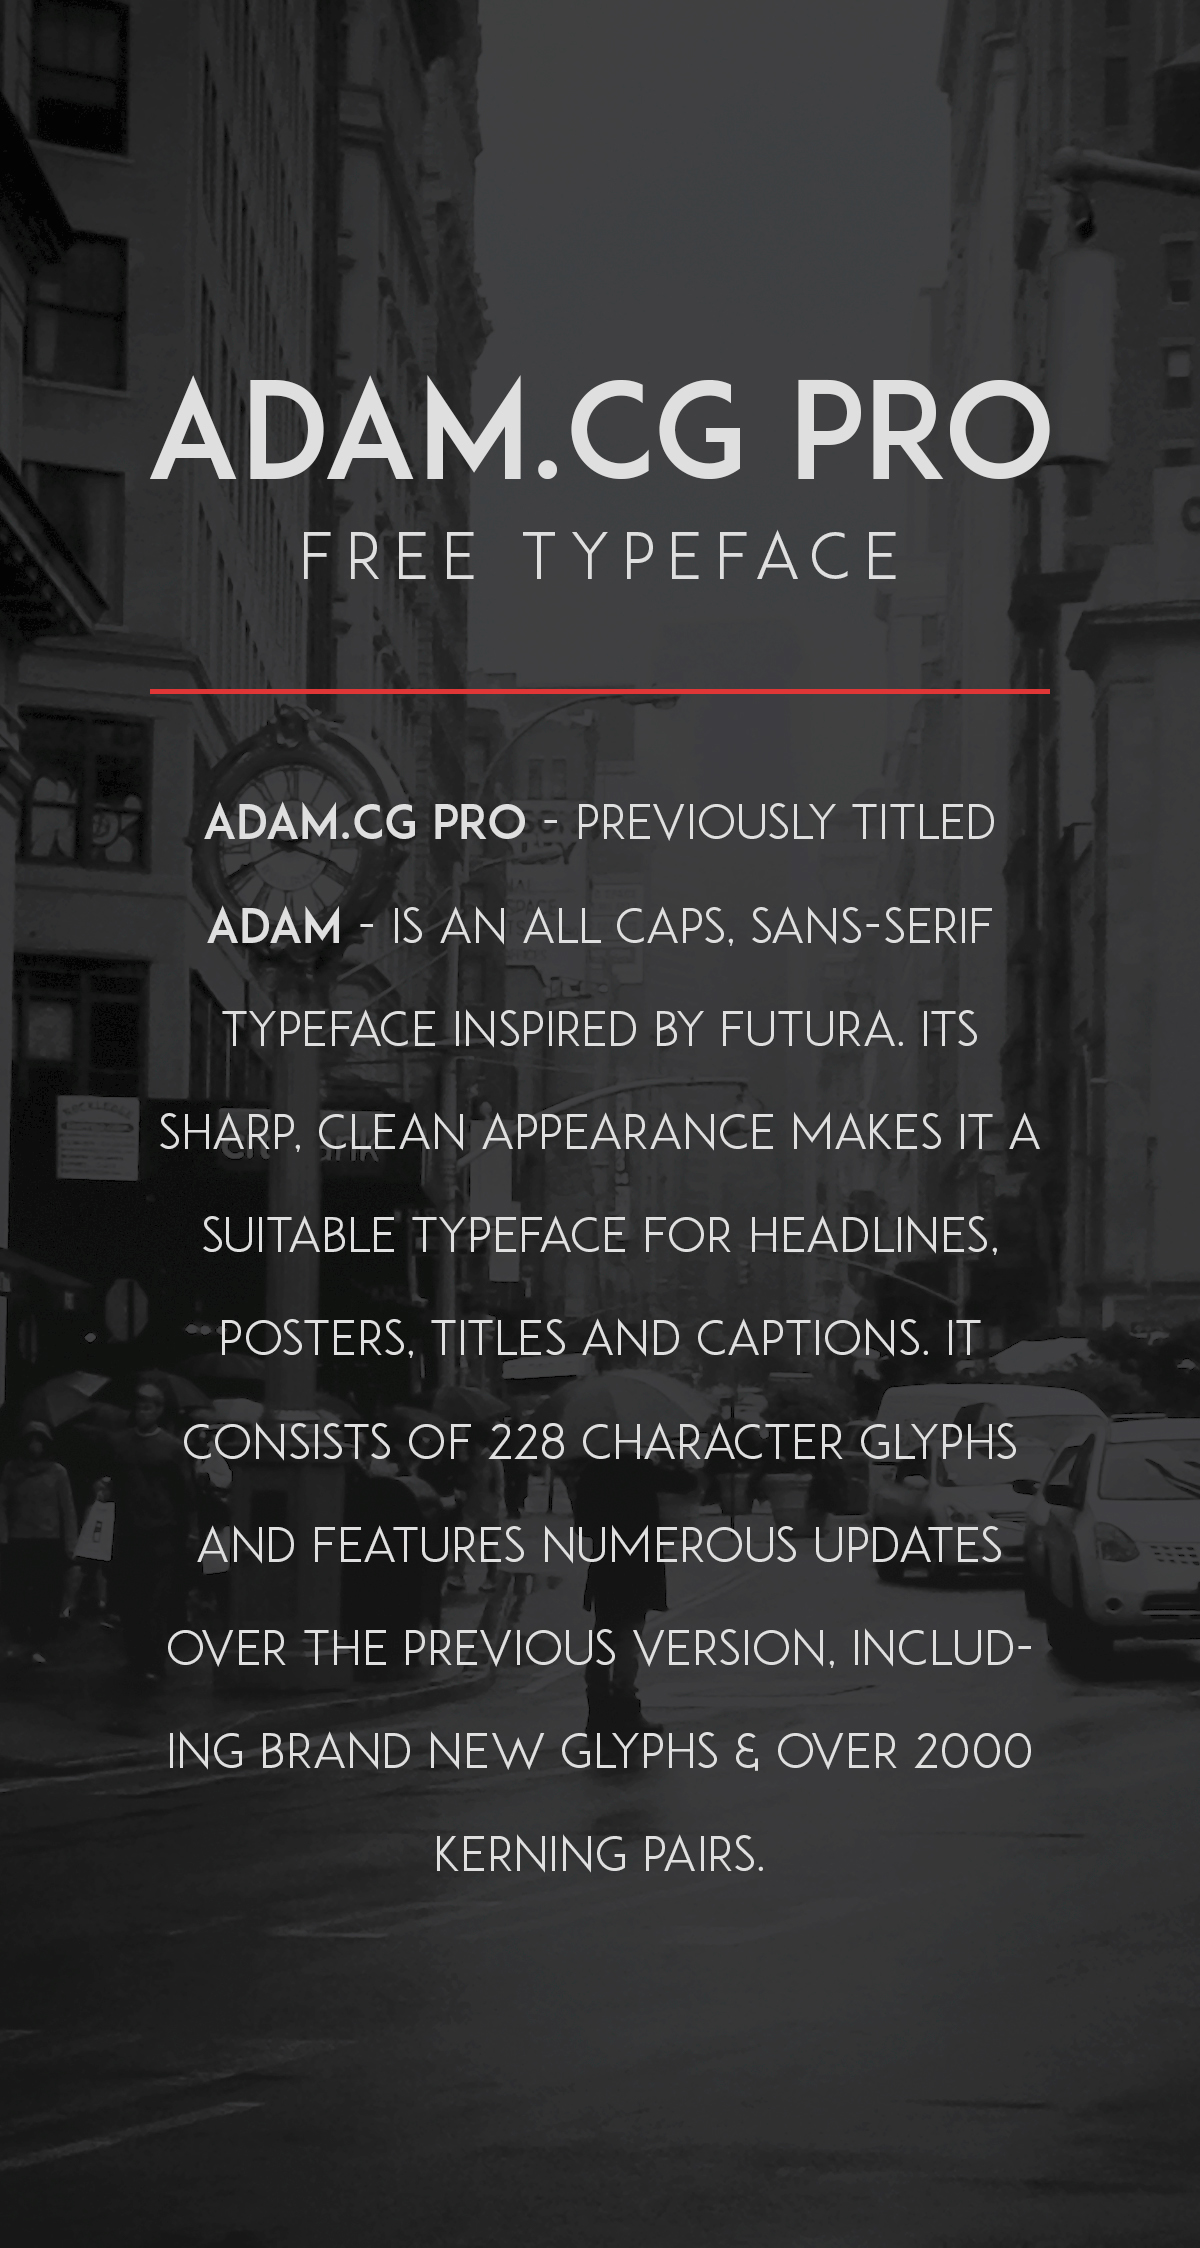 ADAM.CG PRO
FREE TYPEFACE
ADAM.CG PRO - PREVIOUSLY TITLED
ADAM - IS AN ALL CAPS, SANS-SERIF
TYPEFACE INSPIRED BY FUTURA. ITS
SHARP, CLEAN APPEARANCE MAKES IT A
SUITABLE TYPEFACE FOR HEADLINES,
POSTERS, TITLES AND CAPTIONS. IT
CONSISTS OF 228 CHARACTER GLYPHS
AND FEATURES NUMEROUS UPDATES
OVER THE PREVIOUS VERSION, INCLUD-
ING BRAND NEW GLYPHS & OVER 2000
KERNING PAIRS.